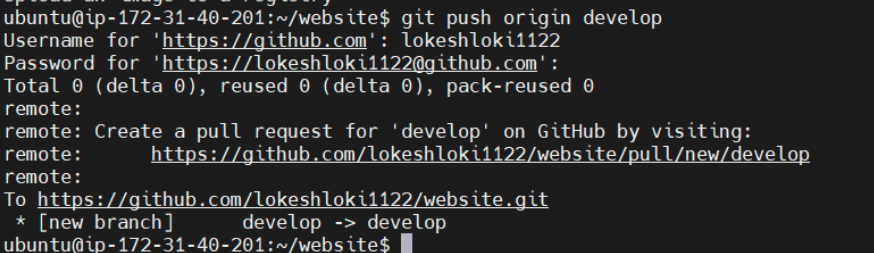 ubuntu@ip-172-31-40-201:~/website$ git push origin develop
Username for 'https://github.com': lokeshloki1122
Password for 'https://lokeshloki1122@github.com':
Total 0 (delta 0), reused 0 (delta 0), pack-reused 0
remote:
remote: Create a pull request for 'develop' on GitHub by visiting:
remote:      https://github.com/lokeshloki1122/website/pull/new/develop
remote:
To https://github.com/lokeshloki1122/website.git
 * [new branch]      develop -> develop
ubuntu@ip-172-31-40-201:~/website$